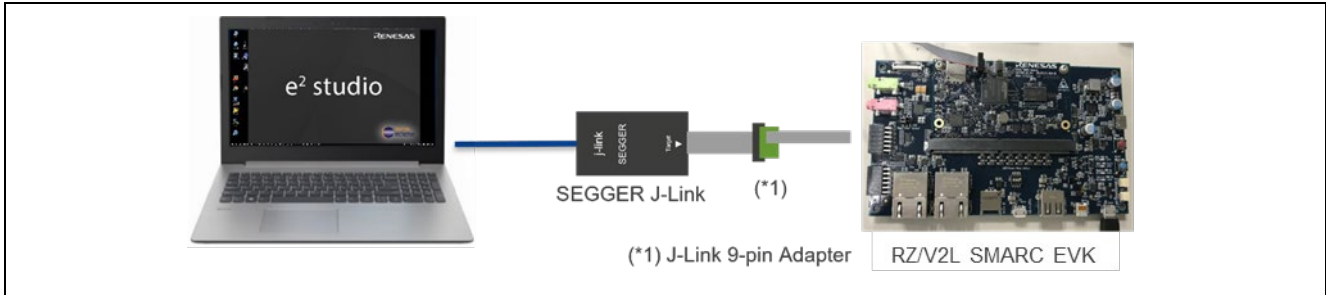 RENESAS
e² studio
j-link
SEGGER
Target
SEGGER J-Link
(*1)
(*1) J-Link 9-pin Adapter
RENESAS
RZ/V2L SMARC EVK